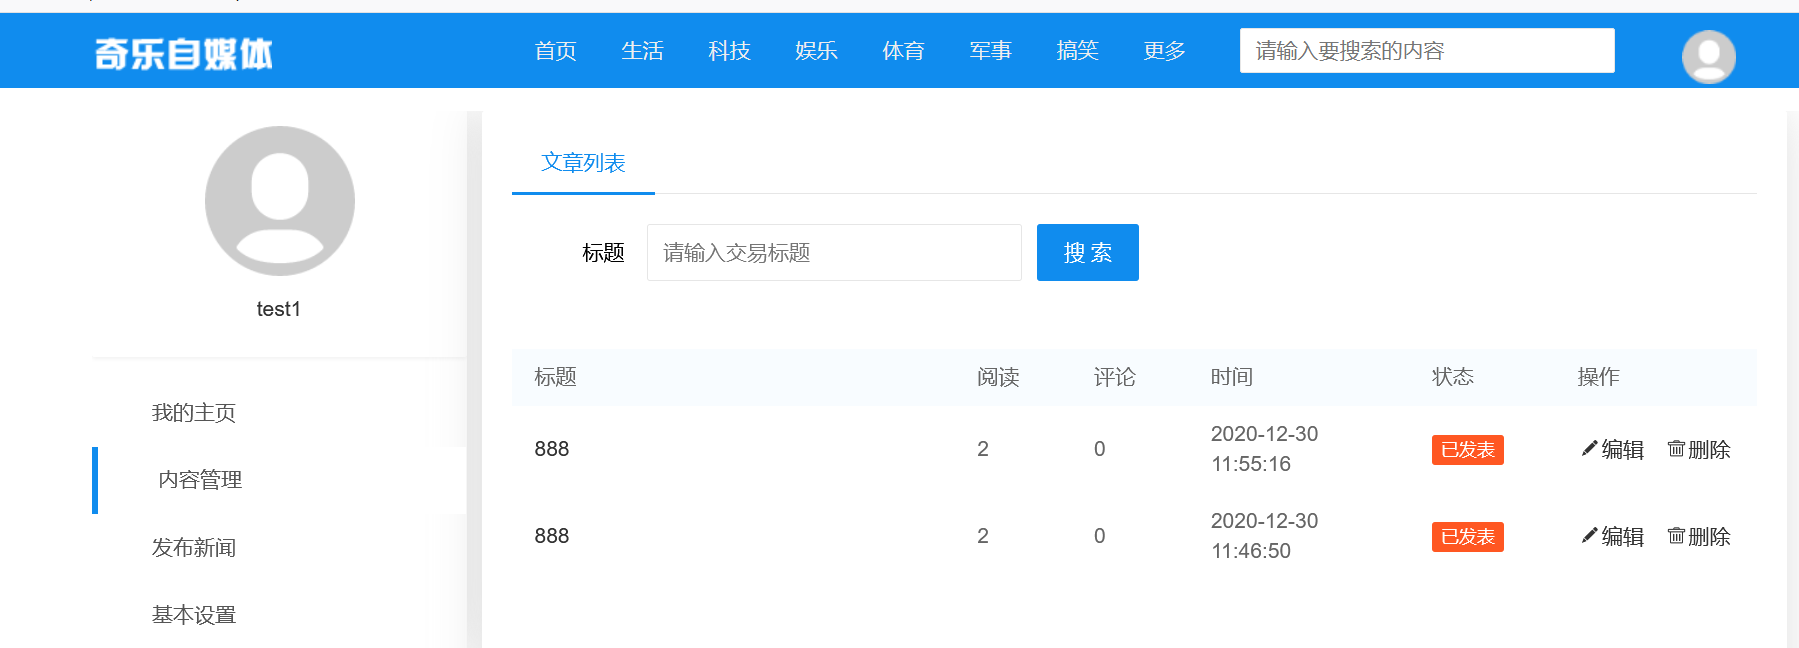 奇乐自媒体 首页 生活 科技 娱乐 体育 军事 搞笑 更多 请输入要搜索的内容
test1
我的主页
内容管理
发布新闻
基本设置
文章列表
标题 请输入交易标题 搜索
标题 阅读 评论 时间 状态 操作
888 2 0 2020-12-30 11:55:16 已发表 编辑 删除
888 2 0 2020-12-30 11:46:50 已发表 编辑 删除